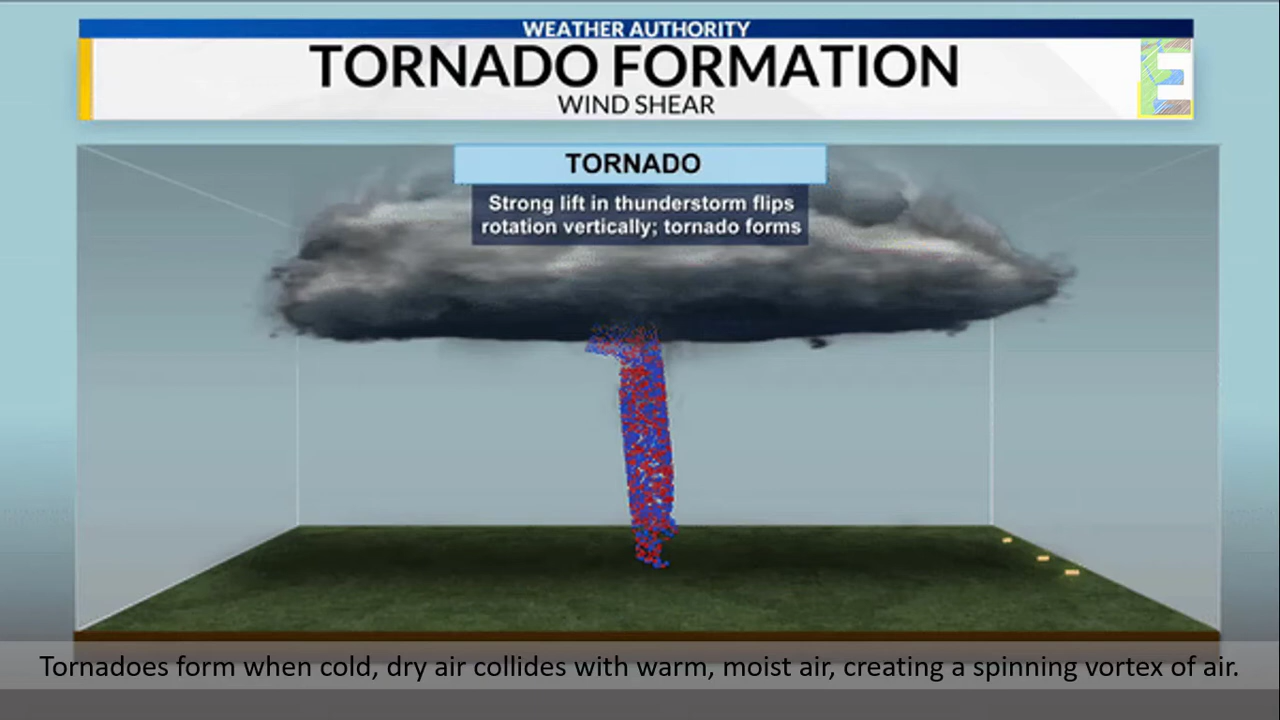 WEATHER AUTHORITY
TORNADO FORMATION
WIND SHEAR
E
TORNADO
Strong lift in thunderstorm flips
rotation vertically; tornado forms
Tornadoes form when cold, dry air collides with warm, moist air, creating a spinning vortex of air.